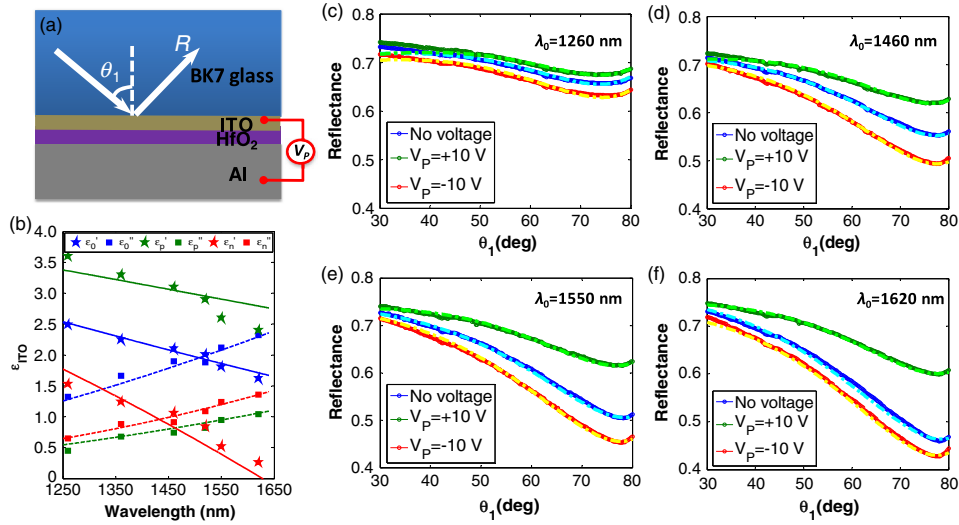 (a)
θ1
R
BK7 glass
ITO
HfO2
Al
VP
(b)
ε0' ε0" εp' εp" εn' εn"
εITO
4.0
3.5
3.0
2.5
2.0
1.5
1.0
0.5
0
1250 1350 1450 1550 1650
Wavelength (nm)
(c)
λ0=1260 nm
Reflectance
0.8
0.7
0.6
0.5
0.4
No voltage
VP=+10 V
VP=-10 V
30 40 50 60 70 80
θ1(deg)
(d)
λ0=1460 nm
Reflectance
0.8
0.7
0.6
0.5
0.4
No voltage
VP=+10 V
VP=-10 V
30 40 50 60 70 80
θ1(deg)
(e)
λ0=1550 nm
Reflectance
0.8
0.7
0.6
0.5
0.4
No voltage
VP=+10 V
VP=-10 V
30 40 50 60 70 80
θ1(deg)
(f)
λ0=1620 nm
Reflectance
0.8
0.7
0.6
0.5
0.4
No voltage
VP=+10 V
VP=-10 V
30 40 50 60 70 80
θ1(deg)